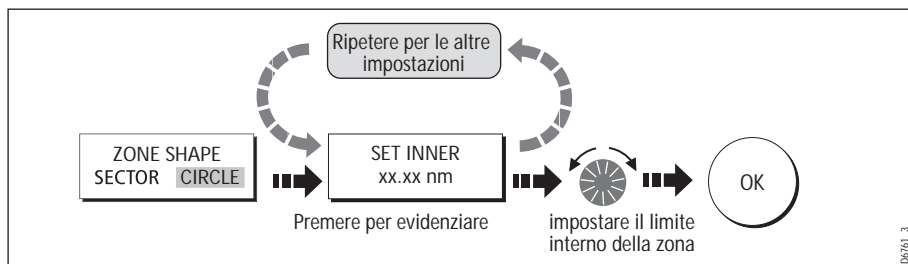 Ripetere per le altre
impostazioni
ZONE SHAPE
SECTOR CIRCLE
SET INNER
xx.xx nm
OK
Premere per evidenziare
impostare il limite
interno della zona
D6761_3